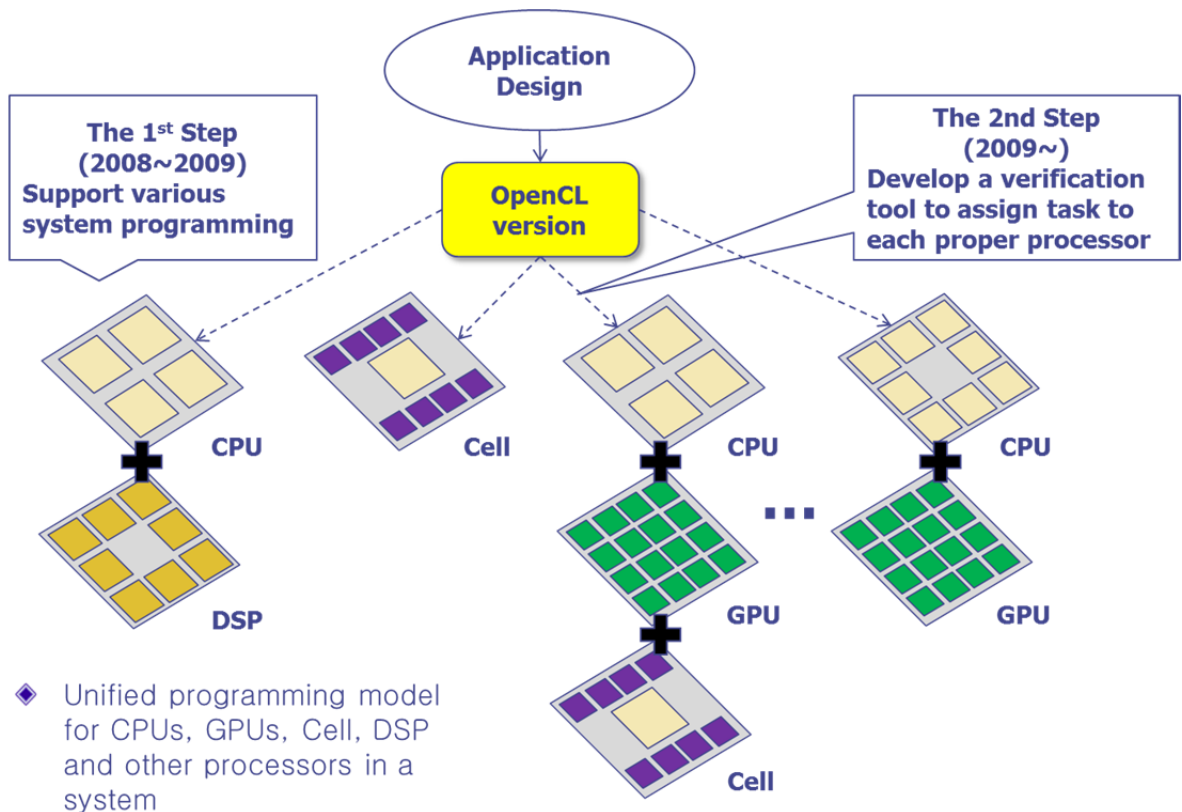 Application
Design
The 1st Step
(2008~2009)
Support various
system programming
OpenCL
version
The 2nd Step
(2009~)
Develop a verification
tool to assign task to
each proper processor
CPU
Cell
CPU
CPU
...
DSP
GPU
GPU
Cell
Unified programming model
for CPUs, GPUs, Cell, DSP
and other processors in a
system